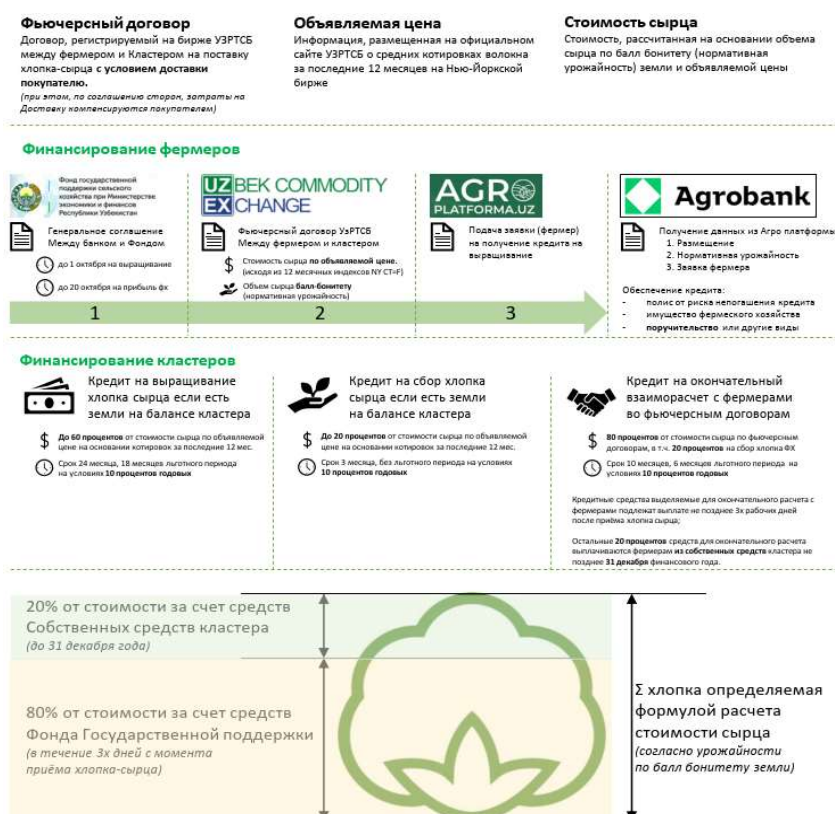 Фьючерсный договор
Договор, регистрируемый на бирже УЗРТСБ
между фермером и Кластером на поставку
хлопка-сырца с условием доставки
покупателю.
(при этом, по соглашению сторон, затраты на
Доставку компенсируются покупателем)
Объявляемая цена
Информация, размещенная на официальном
сайте УЗРТСБ о средних котировках волокна
за последние 12 месяцев на Нью-Йоркской
бирже
Стоимость сырца
Стоимость, рассчитанная на основании объема
сырца по балл бонитету (нормативная
урожайность) земли и объявляемой цены
Финансирование фермеров
Фонд государственной
поддержки сельского
хозяйства при Министерстве
экономики и финансов
Республики Узбекистан
Генеральное соглашение
Между банком и Фондом
до 1 октября на выращивание
до 20 октября на прибыль фх
1
UZBEK COMMODITY
EXCHANGE
Фьючерсный договор УзРТСБ
Между фермером и кластером
$ Стоимость сырца по объявляемой цене.
(исходя из 12 месячных индексов NY CT=F)
Объем сырца балл-бонитету
(нормативная урожайность)
2
AGRO
PLATFORMA.UZ
Подача заявки (фермер)
на получение кредита на
выращивание
3
Agrobank
Получение данных из Агро платформы
1. Размещение
2. Нормативная урожайность
3. Заявка фермера
Обеспечение кредита:
- полис от риска непогашения кредита
- имущество фермеского хозяйства
- поручительство или другие виды
Финансирование кластеров
Кредит на выращивание
хлопка сырца если есть
земли на балансе кластера
$ До 60 процентов от стоимости сырца по объявляемой
цене на основании котировок за последние 12 мес.
Срок 24 месяца, 18 месяцев льготного периода
на условиях 10 процентов годовых
Кредит на сбор хлопка
сырца если есть земли
на балансе кластера
$ До 20 процентов от стоимости сырца по объявляемой
цене на основании котировок за последние 12 мес.
Срок 3 месяца, без льготного периода на условиях
10 процентов годовых
Кредит на окончательный
взаиморасчет с фермерами
во фьючерсным договорам
$ 80 процентов от стоимости сырца по фьючерсным
договорам, в т.ч. 20 процентов на сбор хлопка ФХ
Срок 10 месяцев, 6 месяцев льготного периода на
условиях 10 процентов годовых
Кредитные средства выделяемые для окончательного расчета с
фермерами подлежат выплате не позднее 3х рабочих дней
после приёма хлопка сырца;
Остальные 20 процентов средств для окончательного расчета
выплачиваются фермерам из собственных средств кластера не
позднее 31 декабря финансового года.
20% от стоимости за счет средств
Собственных средств кластера
(до 31 декабря года)
80% от стоимости за счет средств
Фонда Государственной поддержки
(в течение 3х дней с момента
приёма хлопка-сырца)
Σ хлопка определяемая
формулой расчета
стоимости сырца
(согласно урожайности
по балл бонитету земли)